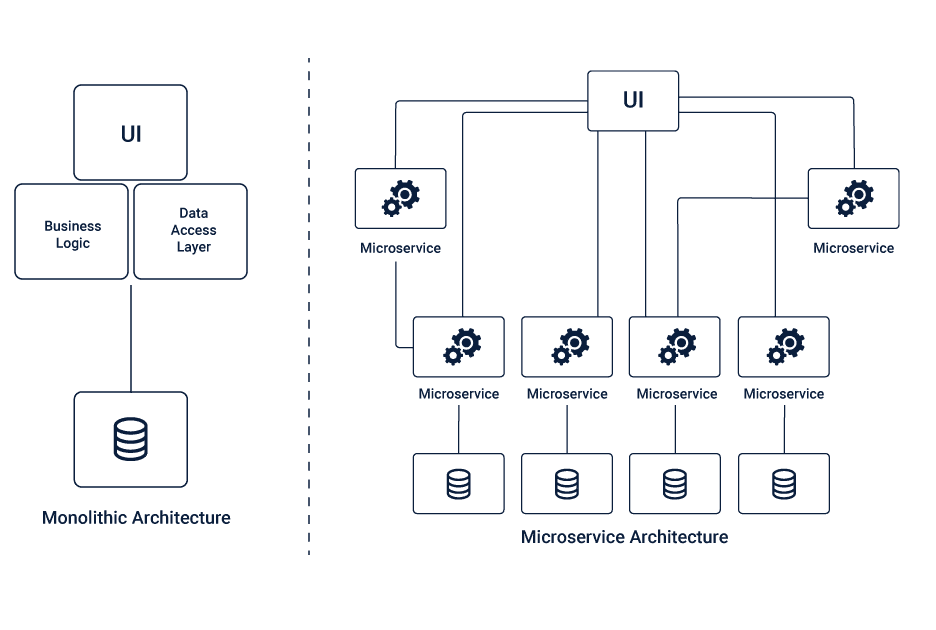 UI
Business
Logic
Data
Access
Layer
Monolithic Architecture
UI
Microservice
Microservice
Microservice
Microservice
Microservice
Microservice
Microservice Architecture